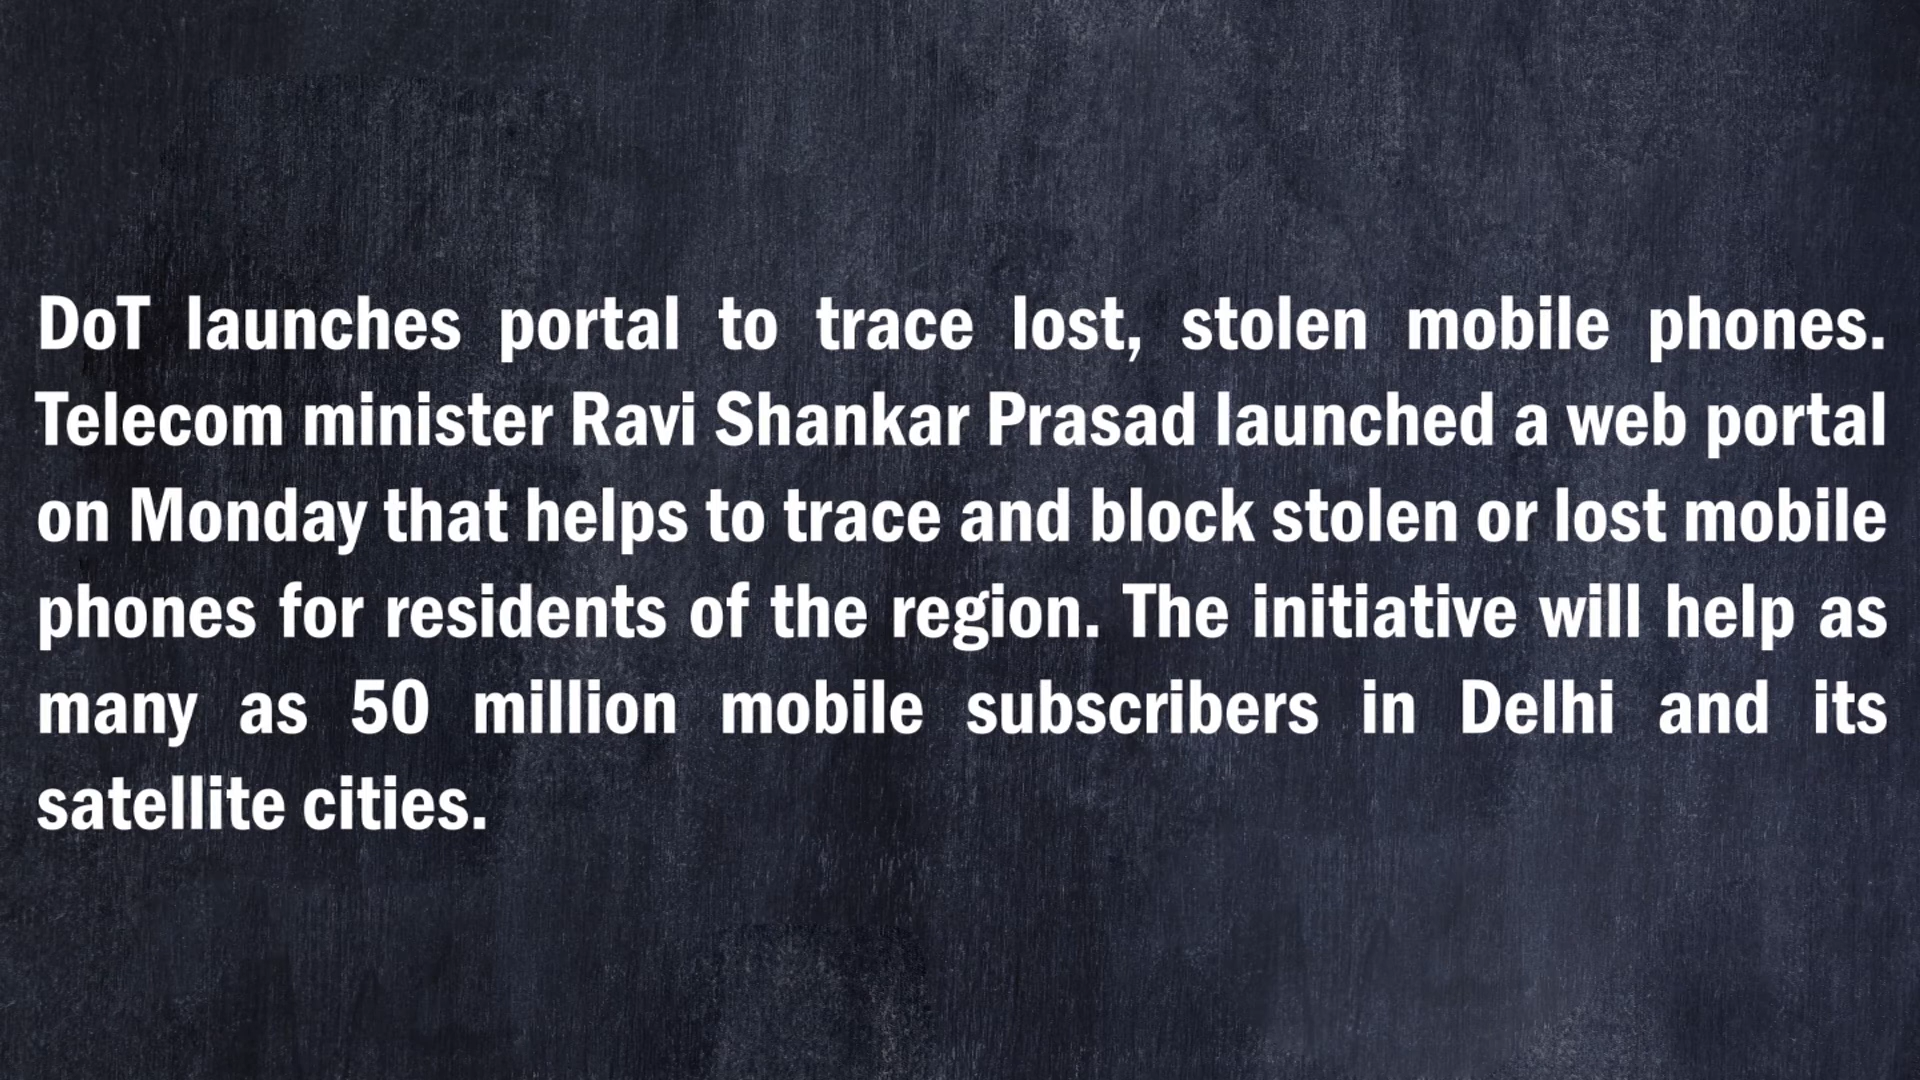 DoT launches portal to trace lost, stolen mobile phones.
Telecom minister Ravi Shankar Prasad launched a web portal
on Monday that helps to trace and block stolen or lost mobile
phones for residents of the region. The initiative will help as
many as 50 million mobile subscribers in Delhi and its
satellite cities.